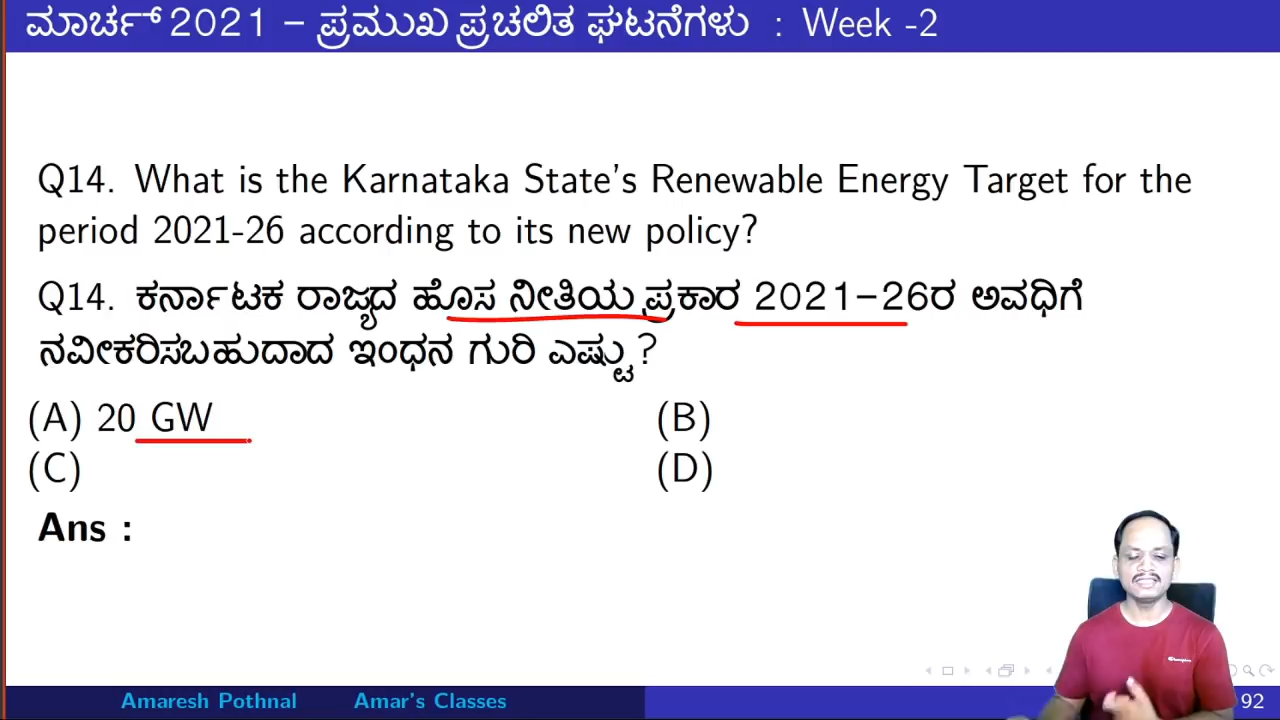 ಮಾರ್ಚ್ 2021 – ಪ್ರಮುಖ ಪ್ರಚಲಿತ ಘಟನೆಗಳು : Week -2
Q14. What is the Karnataka State's Renewable Energy Target for the
period 2021-26 according to its new policy?
Q14. ಕರ್ನಾಟಕ ರಾಜ್ಯದ ಹೊಸ ನೀತಿಯ ಪ್ರಕಾರ 2021–26ರ ಅವಧಿಗೆ
ನವೀಕರಿಸಬಹುದಾದ ಇಂಧನ ಗುರಿ ಎಷ್ಟು?
(A) 20 GW (B)
(C) (D)
Ans :
Amaresh Pothnal Amar's Classes 92